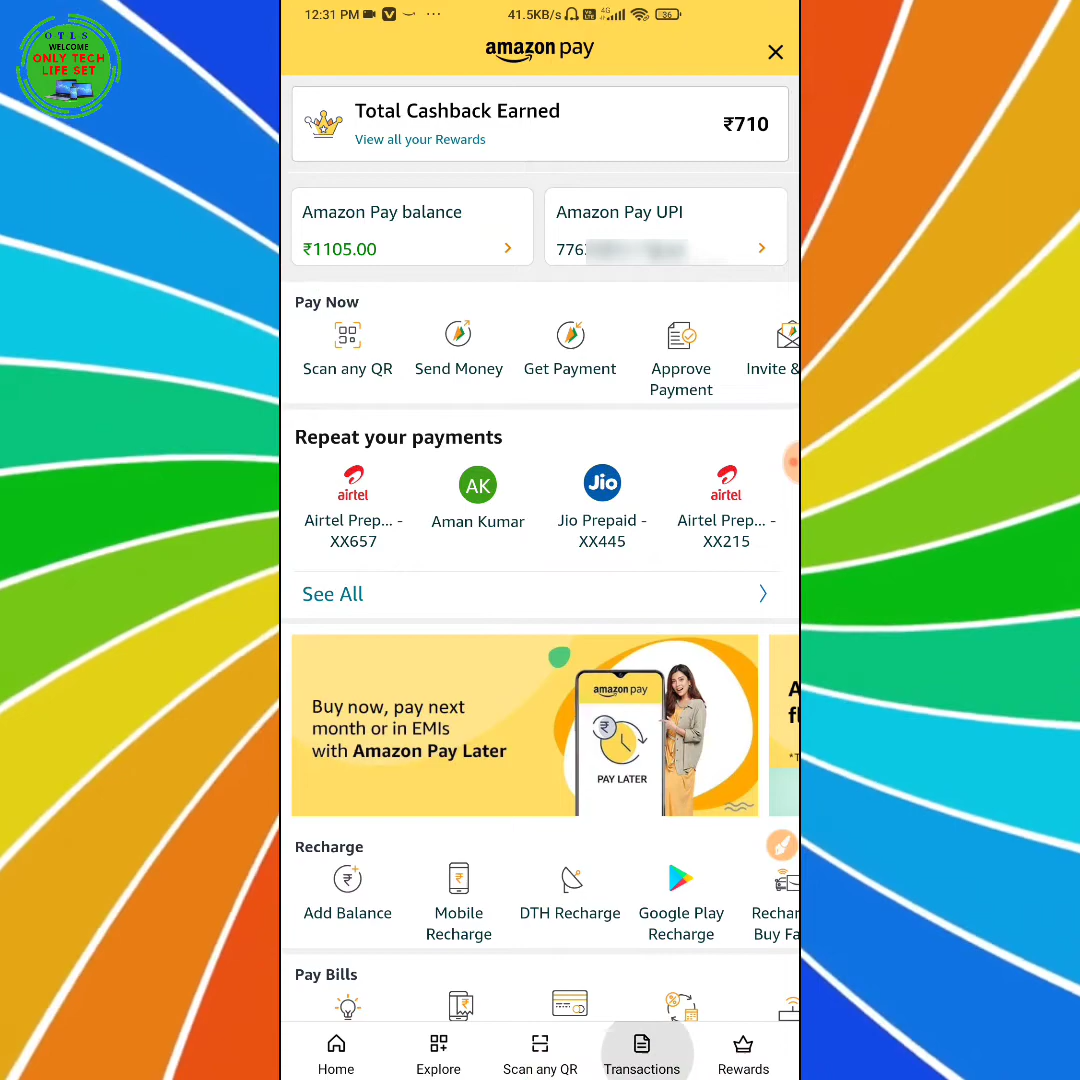 O T L S
WELCOME
ONLY TECH
LIFE SET
12:31 PM
41.5KB/s
4G
36
amazon pay
Total Cashback Earned
View all your Rewards
₹710
Amazon Pay balance
₹1105.00
Amazon Pay UPI
776
Pay Now
Scan any QR
Send Money
Get Payment
Approve
Payment
Invite &
Repeat your payments
airtel
Airtel Prep... -
XX657
AK
Aman Kumar
Jio
Jio Prepaid -
XX445
airtel
Airtel Prep... -
XX215
See All
Buy now, pay next
month or in EMIs
with Amazon Pay Later
amazon pay
PAY LATER
Recharge
Add Balance
Mobile
Recharge
DTH Recharge
Google Play
Recharge
Rechar
Buy Fa
Pay Bills
Home
Explore
Scan any QR
Transactions
Rewards